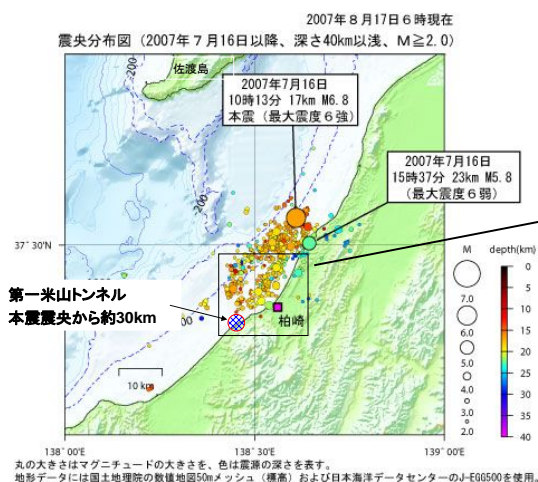 2007年8月17日6時現在
震央分布図(2007年7月16日以降、深さ40km以浅、M≧2.0)
佐渡島
-200
2007年7月16日
10時13分 17km M6.8
本震(最大震度6強)
2007年7月16日
15時37分 23km M5.8
(最大震度6弱)
-200
37°30'N
M
depth(km)
0
5
10
15
20
25
30
35
40
7.0
6.0
5.0
4.0
3.0
2.0
第一米山トンネル
本震震央から約30km
00
柏崎
10 km
138°00'E
138°30'E
139°00'E
丸の大きさはマグニチュードの大きさを、色は震源の深さを表す。
地形データには国土地理院の数値地図50mメッシュ(標高)および日本海洋データセンターのJ-EGG500を使用。